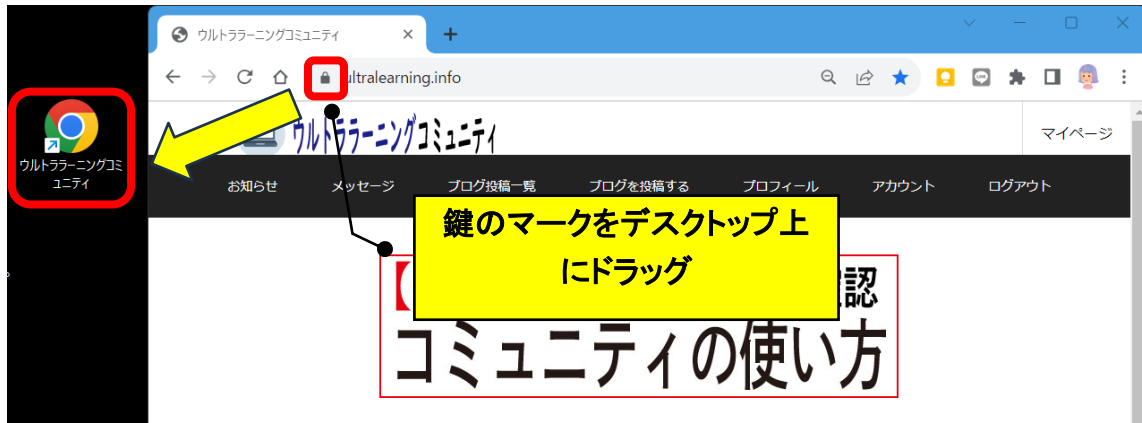 ウルトララーニングコミュニティ
ultralearning.info
ウルトララーニングコミュニティ
マイページ
ウルトララーニングコミ
ュニティ
お知らせ メッセージ ブログ投稿一覧 ブログを投稿する プロフィール アカウント ログアウト
鍵のマークをデスクトップ上
にドラッグ
【 認
コミュニティの使い方